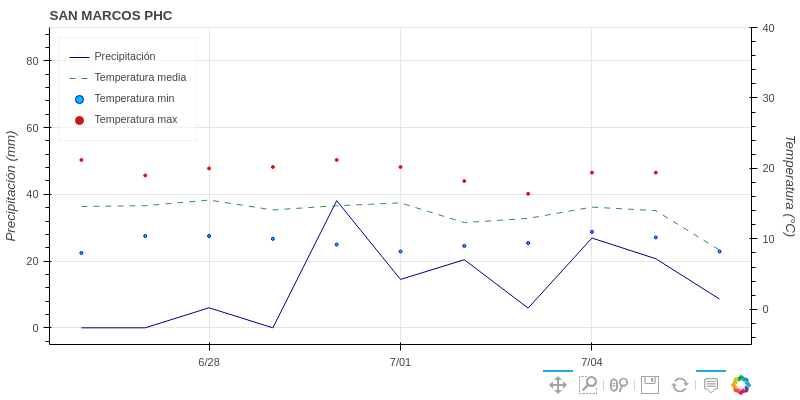 SAN MARCOS PHC
Precipitación
Temperatura media
Temperatura min
Temperatura max
Precipitación (mm)
80
60
40
20
0
Temperatura (°C)
40
30
20
10
0
6/28
7/01
7/04